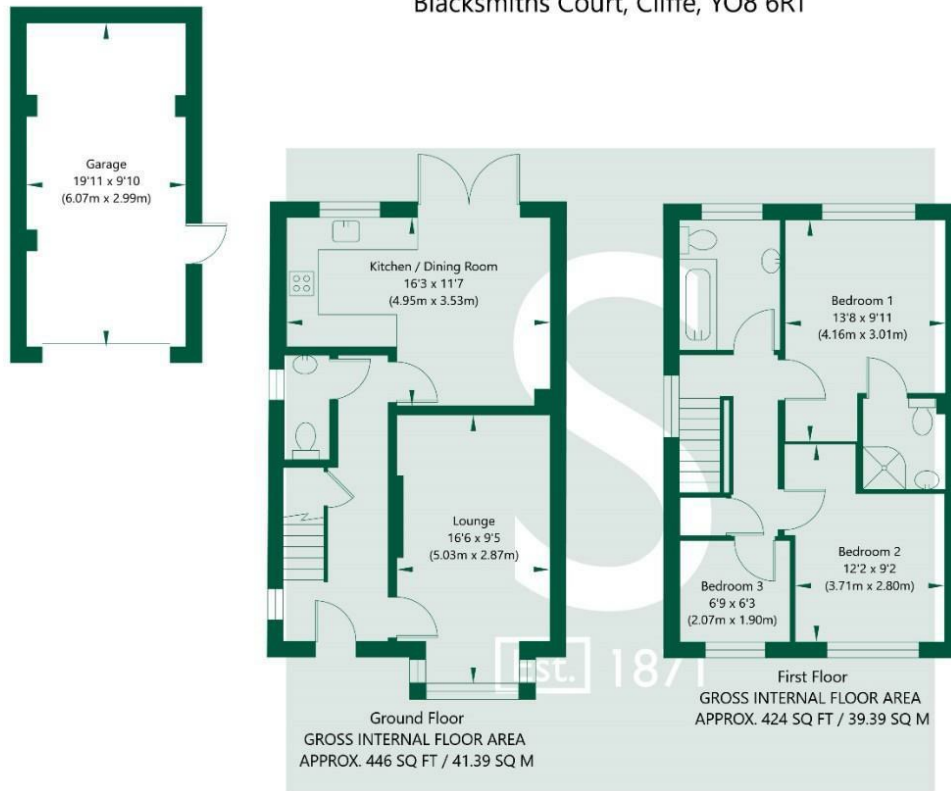 Blacksmiths Court, Cliffe, YO8 6RT
Garage
19'11 x 9'10
(6.07m x 2.99m)
Kitchen / Dining Room
16'3 x 11'7
(4.95m x 3.53m)
Lounge
16'6 x 9'5
(5.03m x 2.87m)
Ground Floor
GROSS INTERNAL FLOOR AREA
APPROX. 446 SQ FT / 41.39 SQ M
Bedroom 1
13'8 x 9'11
(4.16m x 3.01m)
Bedroom 2
12'2 x 9'2
(3.71m x 2.80m)
Bedroom 3
6'9 x 6'3
(2.07m x 1.90m)
First Floor
GROSS INTERNAL FLOOR AREA
APPROX. 424 SQ FT / 39.39 SQ M
S
Est. 1871